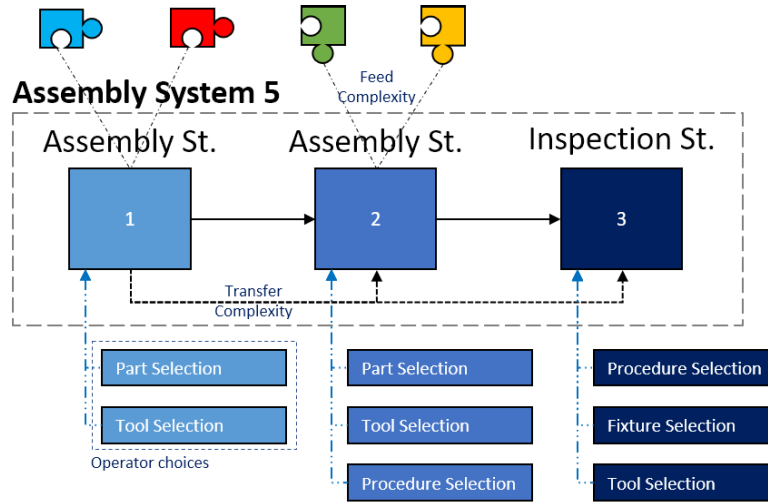 Feed
Complexity
Assembly System 5
Assembly St.
Assembly St.
Inspection St.
1
2
3
Transfer
Complexity
Part Selection
Part Selection
Procedure Selection
Tool Selection
Tool Selection
Fixture Selection
Operator choices
Procedure Selection
Tool Selection